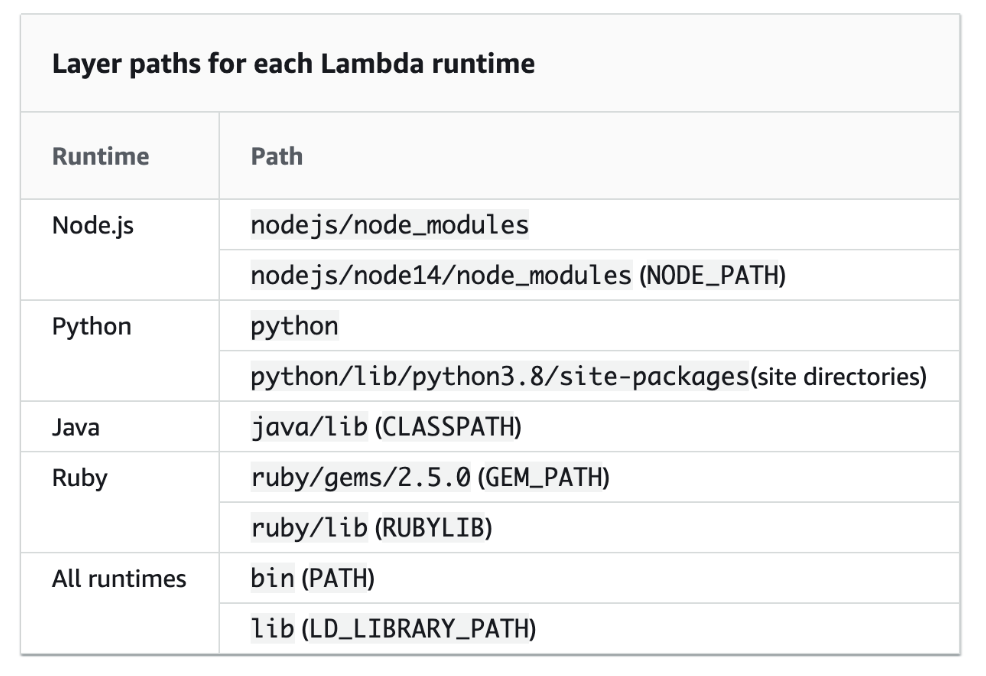 Layer paths for each Lambda runtime
Runtime Path
Node.js nodejs/node_modules
nodejs/node14/node_modules (NODE_PATH)
Python python
python/lib/python3.8/site-packages(site directories)
Java java/lib (CLASSPATH)
Ruby ruby/gems/2.5.0 (GEM_PATH)
ruby/lib (RUBYLIB)
All runtimes bin (PATH)
lib (LD_LIBRARY_PATH)